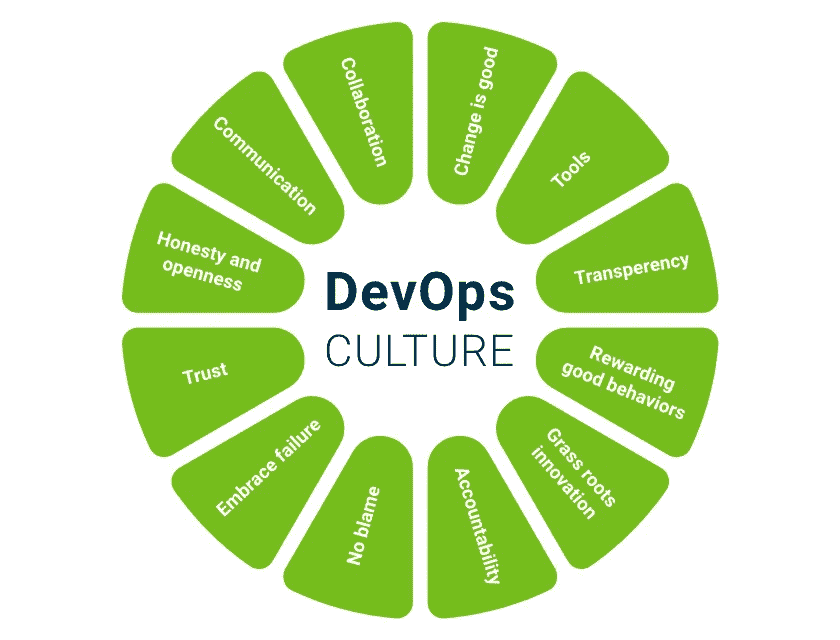 DevOps
CULTURE
Change is good
Tools
Transperency
Rewarding
good behaviors
Grass roots
innovation
Accountability
No blame
Embrace failure
Trust
Honesty and
openness
Communication
Collaboration